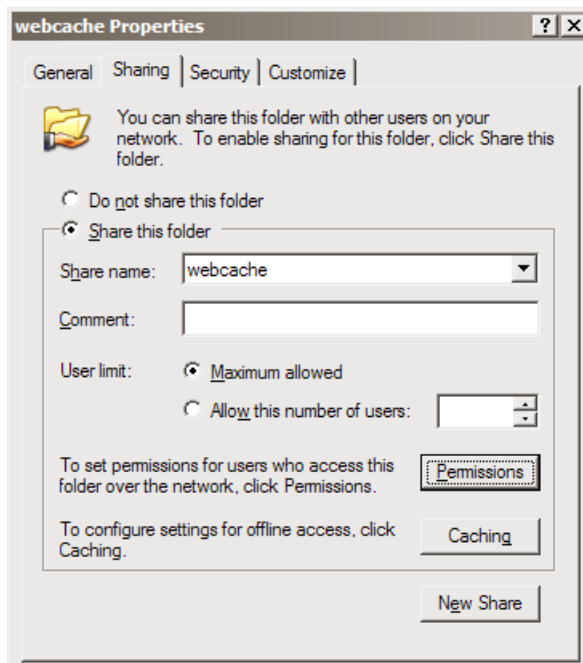 webcache Properties
General Sharing Security Customize
You can share this folder with other users on your
network. To enable sharing for this folder, click Share this
folder.
Do not share this folder
Share this folder
Share name: webcache
Comment:
User limit: Maximum allowed
Allow this number of users:
To set permissions for users who access this
folder over the network, click Permissions.
Permissions
To configure settings for offline access, click
Caching.
Caching
New Share